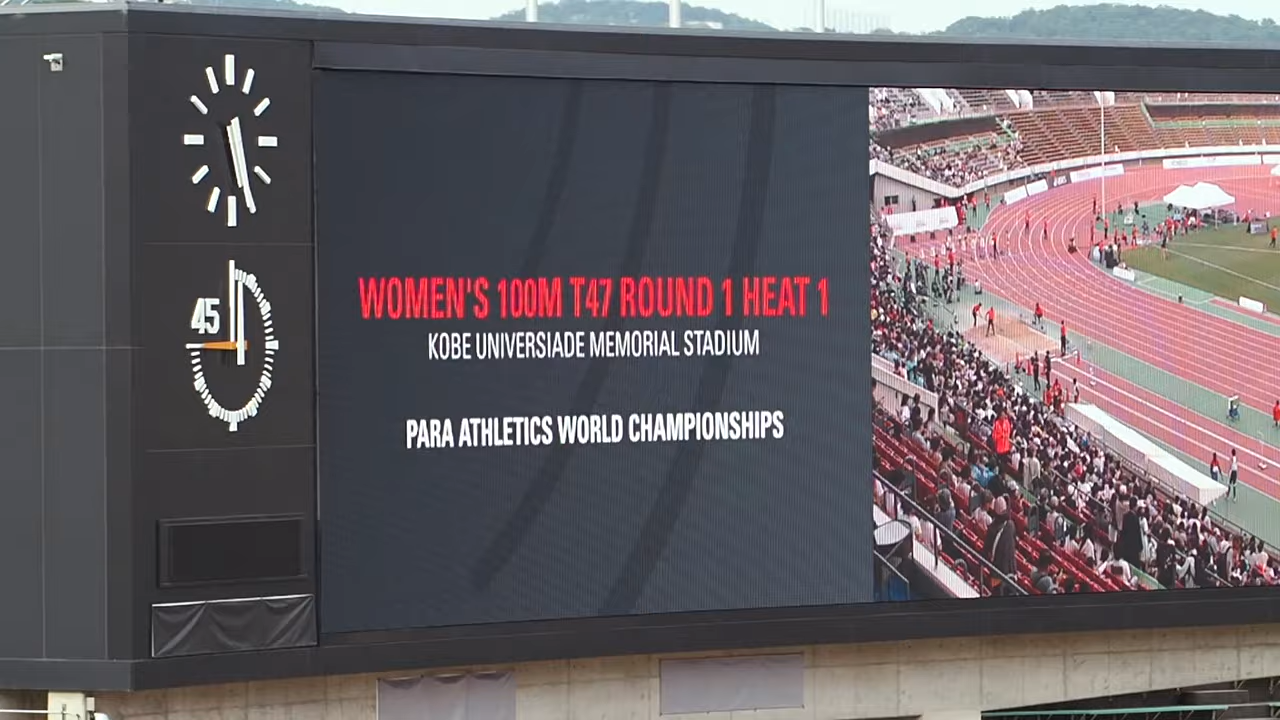 45
WOMEN'S 100M T47 ROUND 1 HEAT 1
KOBE UNIVERSIADE MEMORIAL STADIUM
PARA ATHLETICS WORLD CHAMPIONSHIPS